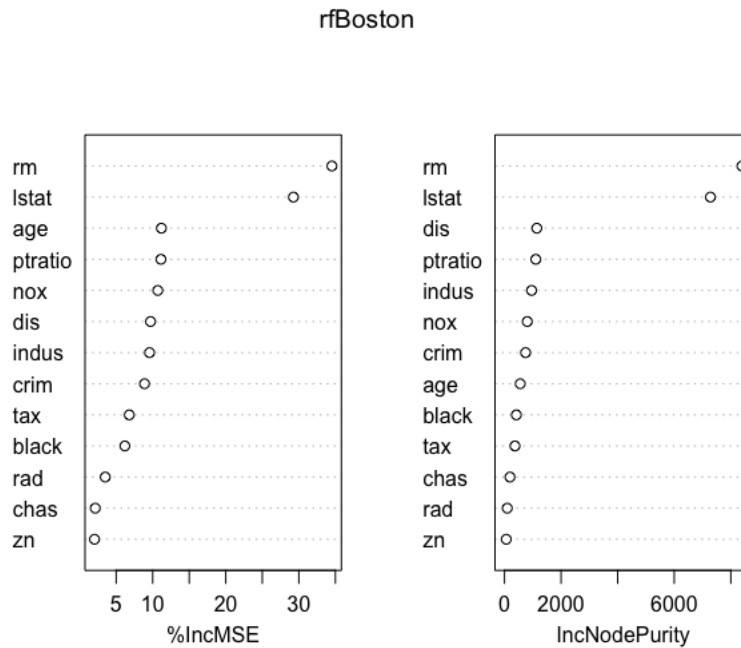 rfBoston
rm
lstat
age
ptratio
nox
dis
indus
crim
tax
black
rad
chas
zn
5 10 20 30
%IncMSE
rm
lstat
dis
ptratio
indus
nox
crim
age
black
tax
chas
rad
zn
0 2000 6000
IncNodePurity